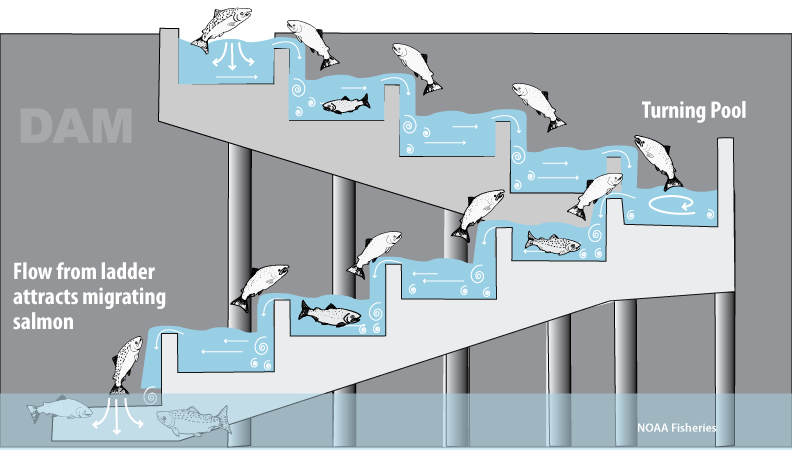 DAM
Turning Pool
Flow from ladder
attracts migrating
salmon
NOAA Fisheries